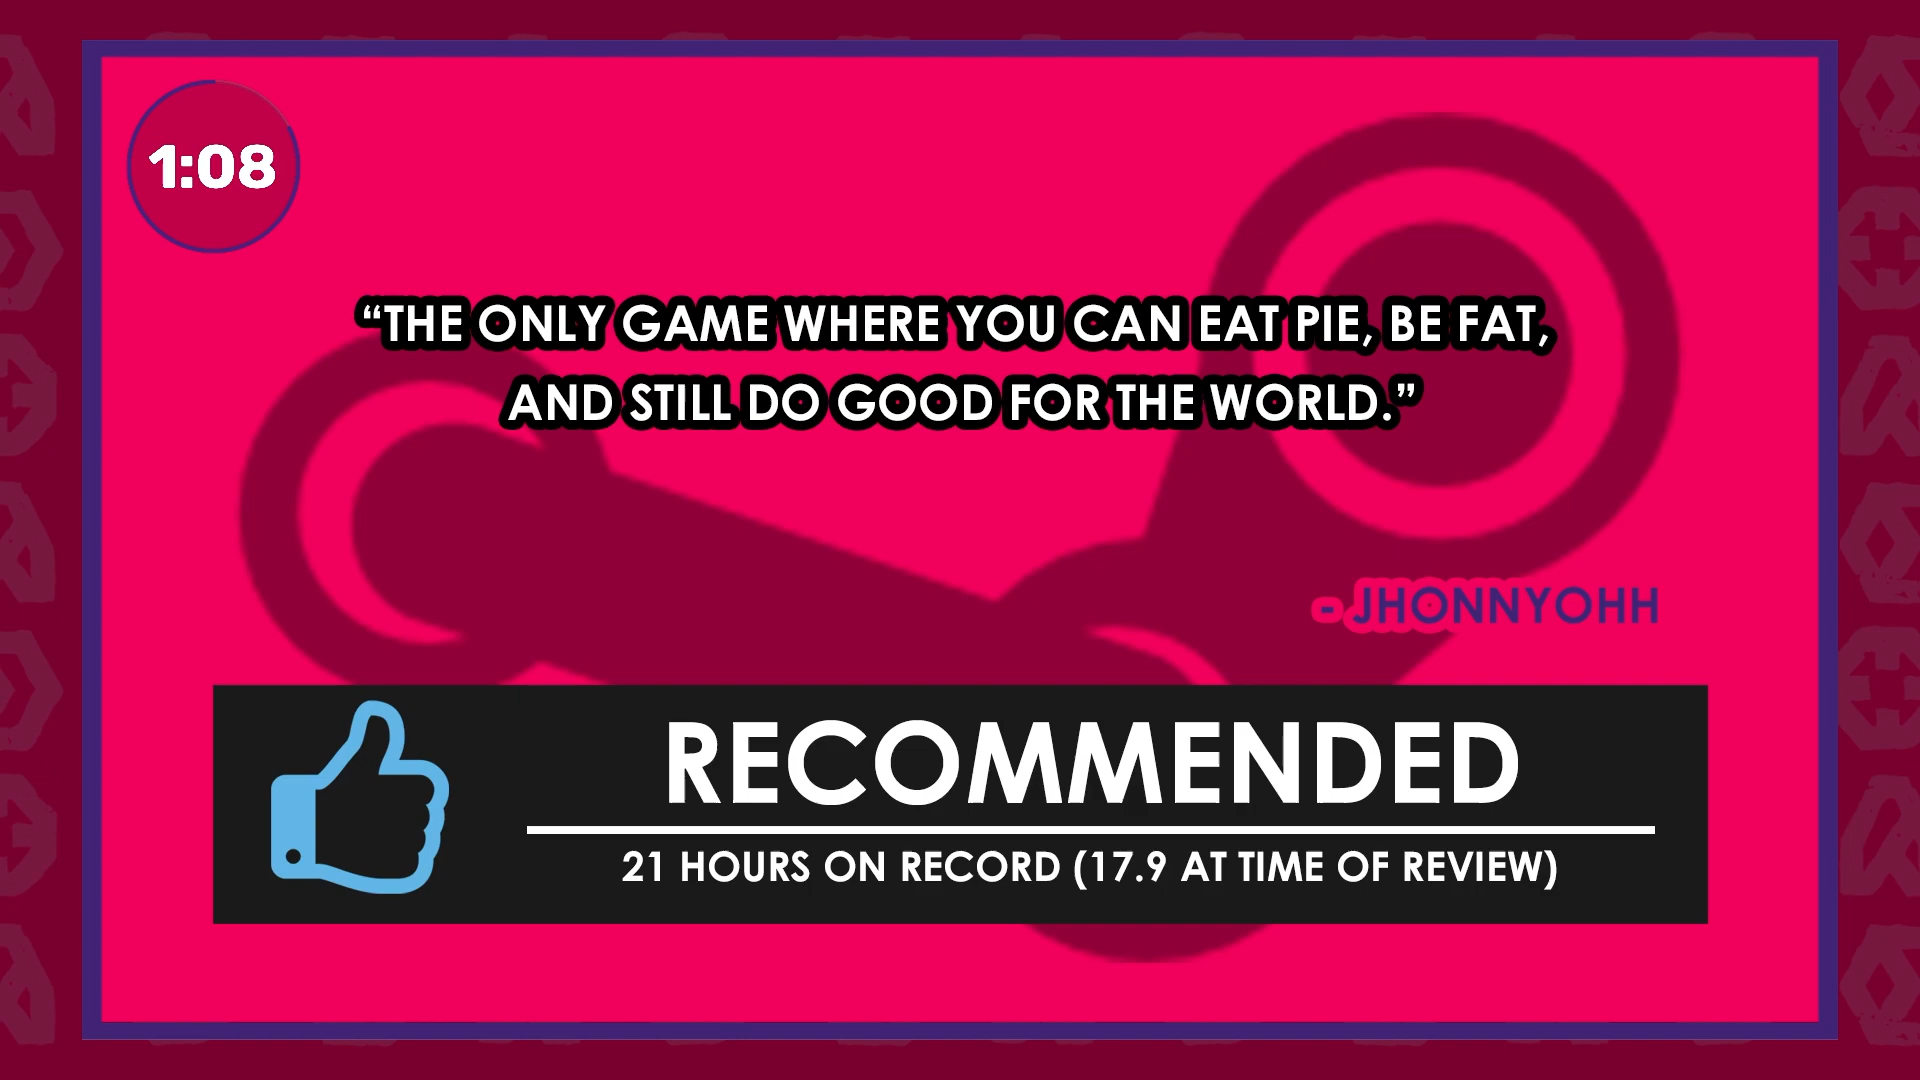 1:08
“THE ONLY GAME WHERE YOU CAN EAT PIE, BE FAT,
AND STILL DO GOOD FOR THE WORLD.”
- JHONNYOHH
RECOMMENDED
21 HOURS ON RECORD (17.9 AT TIME OF REVIEW)